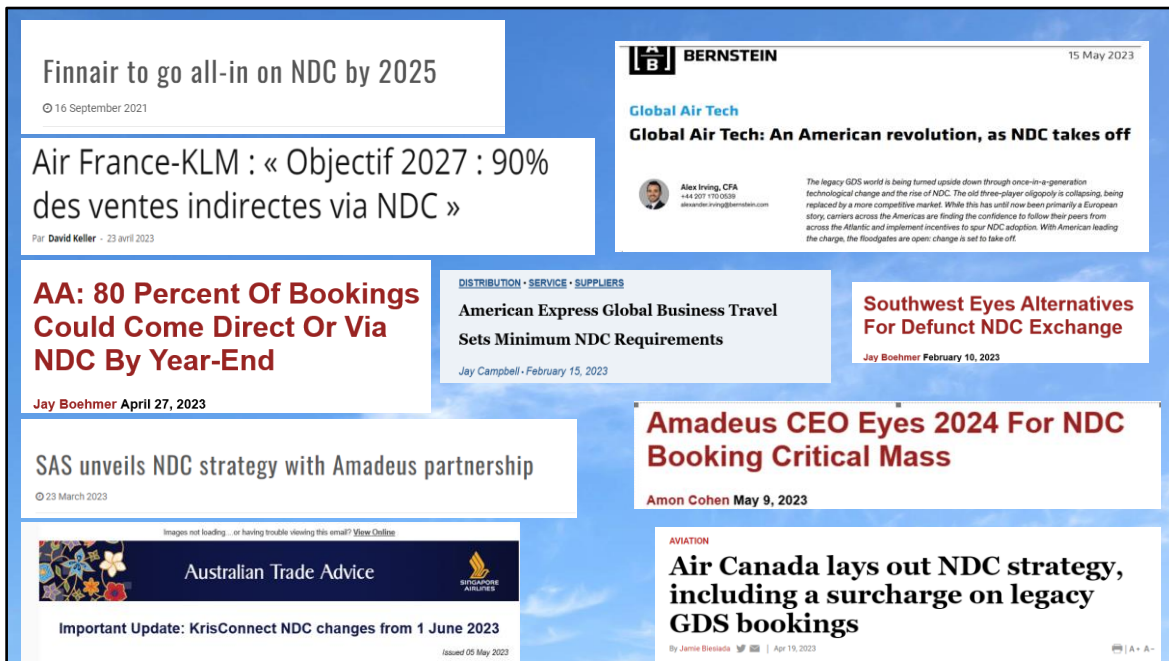 Finnair to go all-in on NDC by 2025
16 September 2021
Air France-KLM : « Objectif 2027 : 90%
des ventes indirectes via NDC »
Par David Keller - 23 avril 2023
AA: 80 Percent Of Bookings
Could Come Direct Or Via
NDC By Year-End
Jay Boehmer April 27, 2023
SAS unveils NDC strategy with Amadeus partnership
23 March 2023
Images not loading ...or having trouble viewing this email? View Online
Australian Trade Advice
SINGAPORE
AIRLINES
Important Update: KrisConnect NDC changes from 1 June 2023
Issued 05 May 2023
DISTRIBUTION • SERVICE • SUPPLIERS
American Express Global Business Travel
Sets Minimum NDC Requirements
Jay Campbell • February 15, 2023
A
B
BERNSTEIN
15 May 2023
Global Air Tech
Global Air Tech: An American revolution, as NDC takes off
Alex Irving, CFA
+44 207 170 0539
alexander.irving@bernstein.com
The legacy GDS world is being turned upside down through once-in-a-generation
technological change and the rise of NDC. The old three-player oligopoly is collapsing, being
replaced by a more competitive market. While this has until now been primarily a European
story, carriers across the Americas are finding the confidence to follow their peers from
across the Atlantic and implement incentives to spur NDC adoption. With American leading
the charge, the floodgates are open: change is set to take off.
Southwest Eyes Alternatives
For Defunct NDC Exchange
Jay Boehmer February 10, 2023
Amadeus CEO Eyes 2024 For NDC
Booking Critical Mass
Amon Cohen May 9, 2023
AVIATION
Air Canada lays out NDC strategy,
including a surcharge on legacy
GDS bookings
By Jamie Biesiada | Apr 19, 2023
| A+ A-